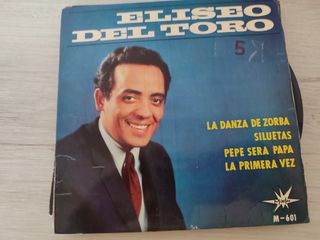 ELISEO
DEL TORO
5
LA DANZA DE ZORBA
SILUETAS
PEPE SERA PAPA
LA PRIMERA VEZ
M-601